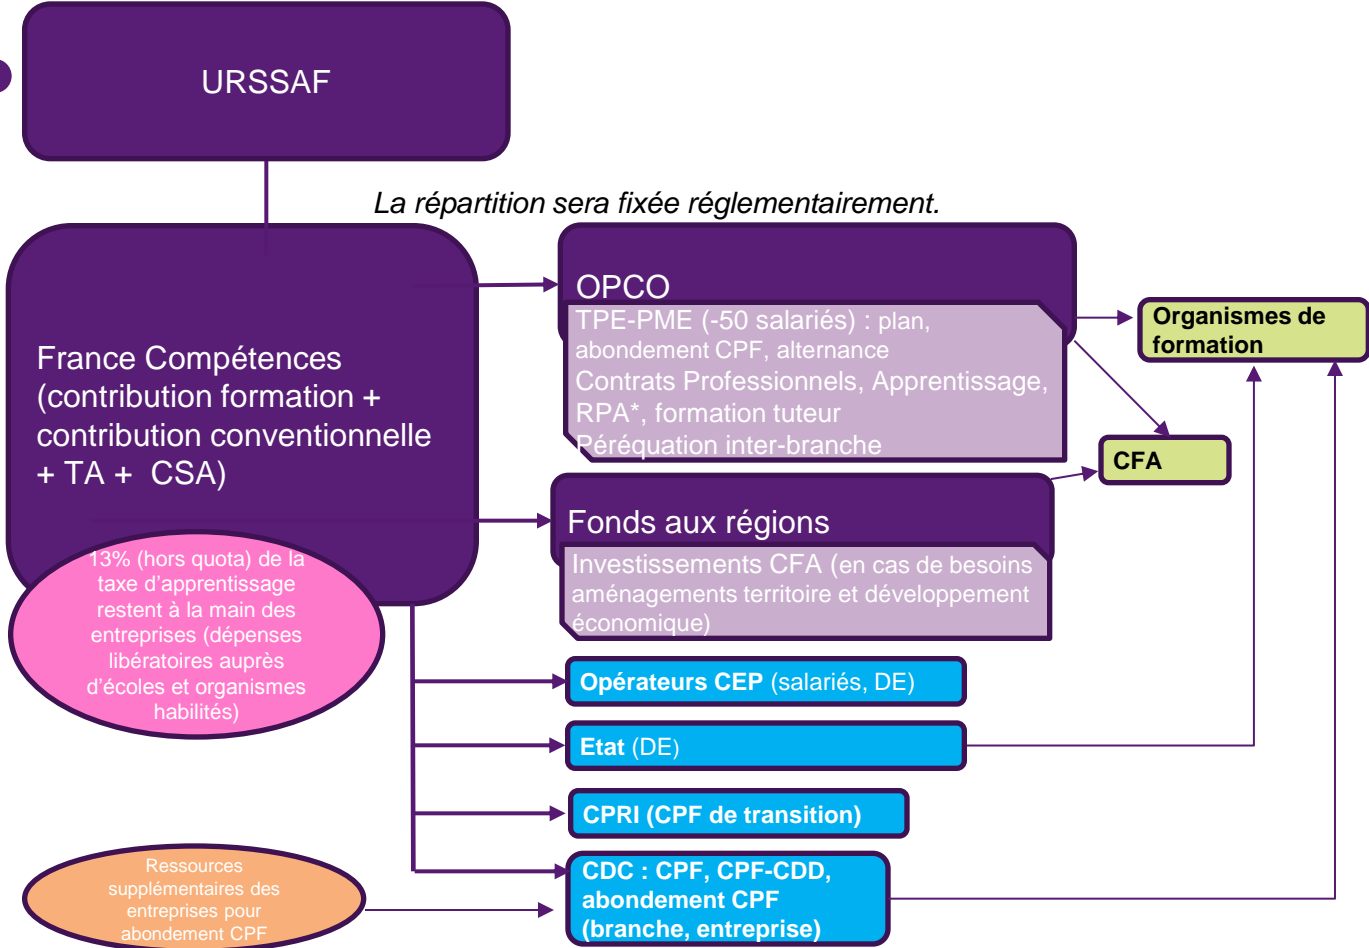 URSSAF
La répartition sera fixée réglementairement.
France Compétences
(contribution formation +
contribution conventionnelle
+ TA + CSA)
OPCO
TPE-PME (-50 salariés) : plan,
abondement CPF, alternance
Contrats Professionnels, Apprentissage,
RPA*, formation tuteur
Péréquation inter-branche
Organismes de
formation
CFA
Fonds aux régions
Investissements CFA (en cas de besoins
aménagements territoire et développement
économique)
13% (hors quota) de la
taxe d'apprentissage
restent à la main des
entreprises (dépenses
libératoires auprès
d'écoles et organismes
habilités)
Opérateurs CEP (salariés, DE)
Etat (DE)
CPRI (CPF de transition)
CDC : CPF, CPF-CDD,
abondement CPF
(branche, entreprise)
Ressources
supplémentaires des
entreprises pour
abondement CPF